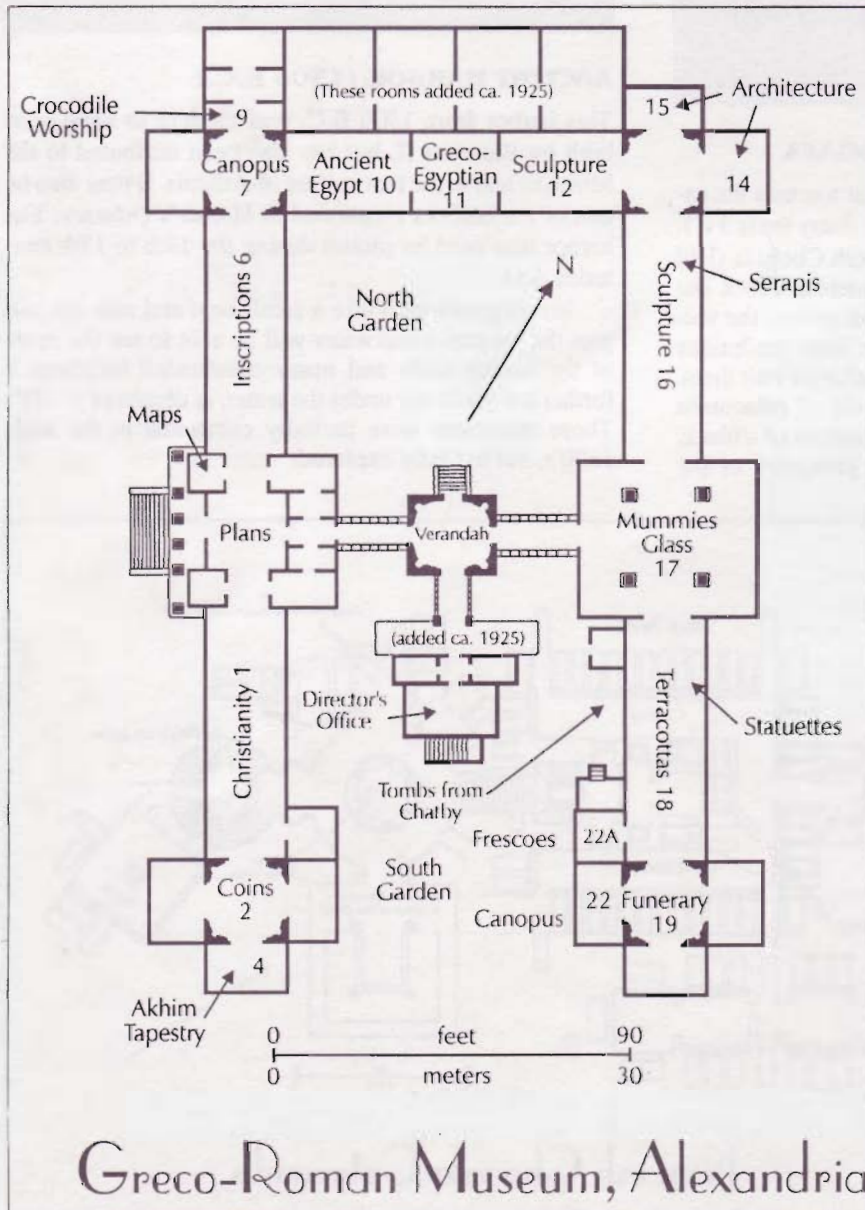 (These rooms added ca. 1925)
Architecture
15
Crocodile
Worship
9
Canopus
7
Ancient
Egypt 10
Greco-
Egyptian
11
Sculpture
12
14
Inscriptions 6
North
Garden
N
Sculpture 16
Serapis
Maps
Plans
Verandah
Mummies
Glass
17
(added ca. 1925)
Director's
Office
Christianity 1
Terracottas 18
Statuettes
Tombs from
Chatby
Frescoes
22A
Coins
2
South
Garden
Canopus
22
Funerary
19
4
Akhim
Tapestry
0 feet 90
0 meters 30
Greco-Roman Museum, Alexandria